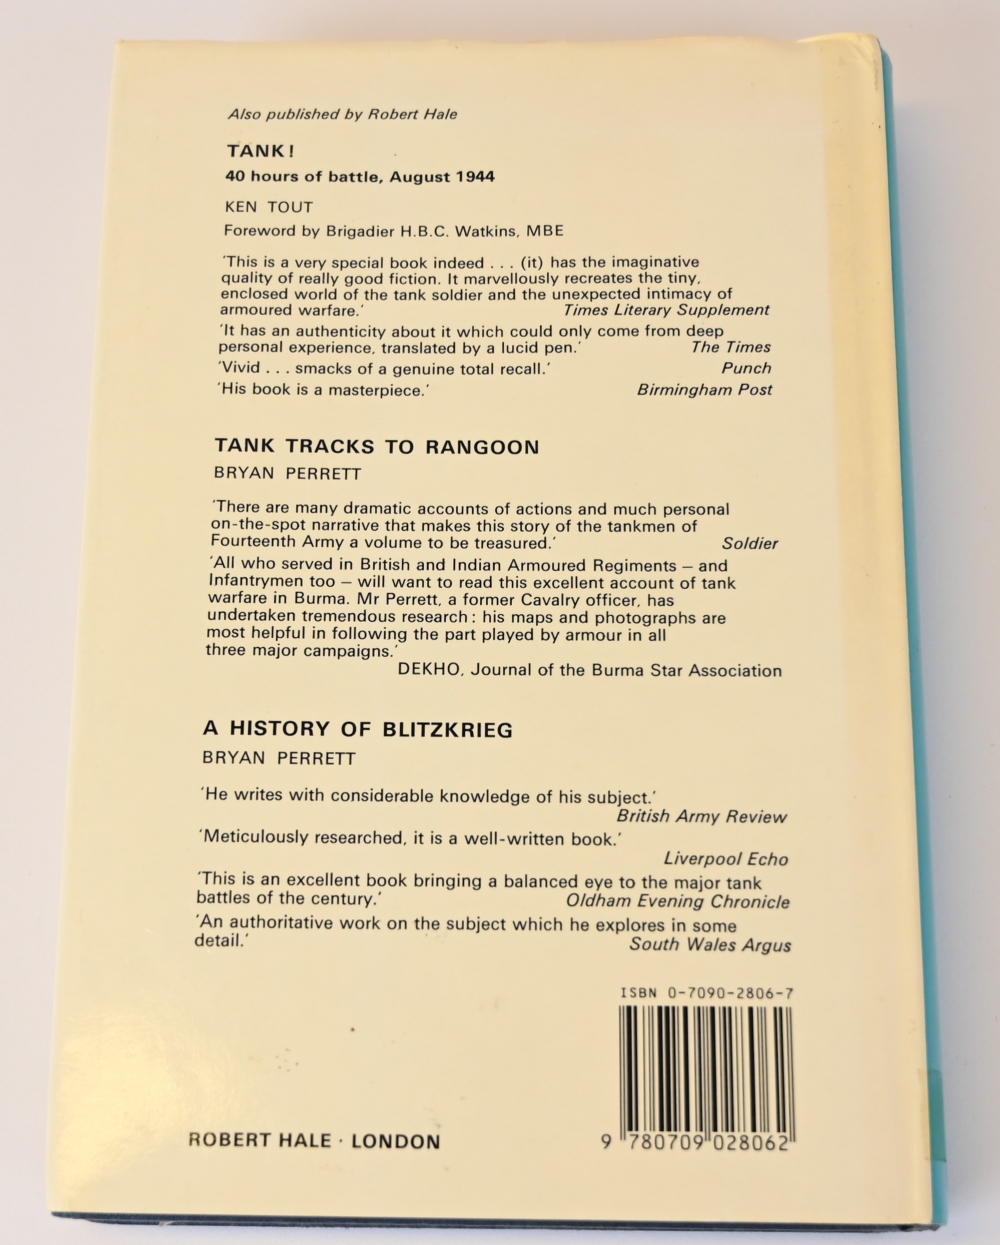 Also published by Robert Hale
TANK!
40 hours of battle, August 1944
KEN TOUT
Foreword by Brigadier H.B.C. Watkins, MBE
'This is a very special book indeed . . . (it) has the imaginative
quality of really good fiction. It marvellously recreates the tiny,
enclosed world of the tank soldier and the unexpected intimacy of
armoured warfare.' Times Literary Supplement
'It has an authenticity about it which could only come from deep
personal experience, translated by a lucid pen.' The Times
'Vivid . . . smacks of a genuine total recall.' Punch
'His book is a masterpiece.' Birmingham Post
TANK TRACKS TO RANGOON
BRYAN PERRETT
'There are many dramatic accounts of actions and much personal
on-the-spot narrative that makes this story of the tankmen of
Fourteenth Army a volume to be treasured.' Soldier
'All who served in British and Indian Armoured Regiments – and
Infantrymen too – will want to read this excellent account of tank
warfare in Burma. Mr Perrett, a former Cavalry officer, has
undertaken tremendous research: his maps and photographs are
most helpful in following the part played by armour in all
three major campaigns.'
DEKHO, Journal of the Burma Star Association
A HISTORY OF BLITZKRIEG
BRYAN PERRETT
'He writes with considerable knowledge of his subject.'
British Army Review
'Meticulously researched, it is a well-written book.'
Liverpool Echo
'This is an excellent book bringing a balanced eye to the major tank
battles of the century.' Oldham Evening Chronicle
'An authoritative work on the subject which he explores in some
detail.' South Wales Argus
ISBN 0-7090-2806-7
9 780709 028062
ROBERT HALE · LONDON